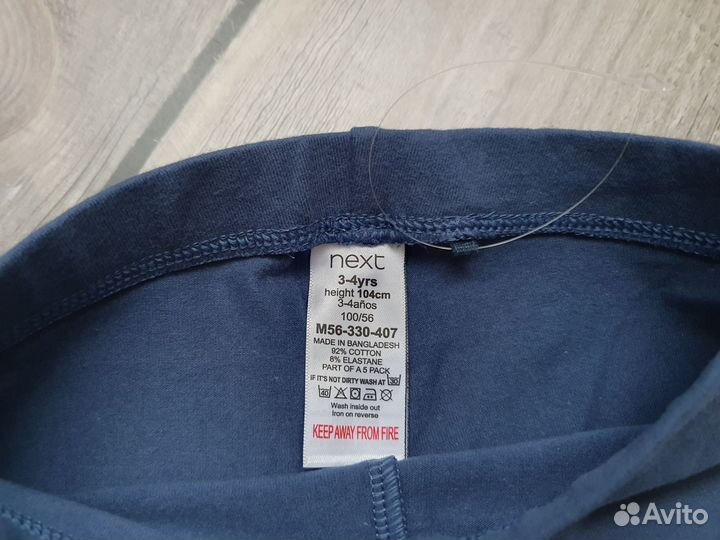 next
3-4yrs
height 104cm
3-4años
100/56
M56-330-407
MADE IN BANGLADESH
92% COTTON
8% ELASTANE
PART OF A 5 PACK
IF IT'S NOT DIRTY WASH AT 30
40
Wash inside out
Iron on reverse
KEEP AWAY FROM FIRE
Avito